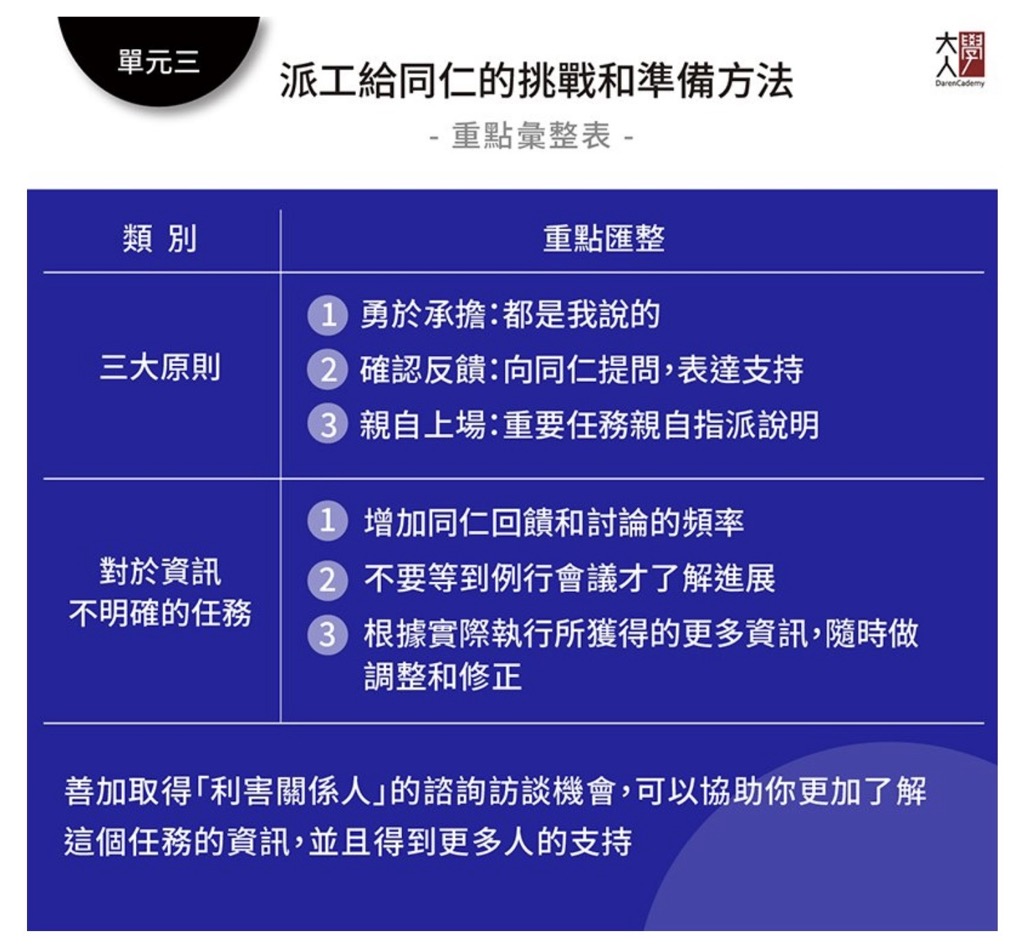 單元三
大學
人
DarenCademy
派工給同仁的挑戰和準備方法
- 重點彙整表 -
類別
重點匯整
三大原則
1 勇於承擔：都是我說的
2 確認反饋：向同仁提問，表達支持
3 親自上場：重要任務親自指派說明
對於資訊
不明確的任務
1 增加同仁回饋和討論的頻率
2 不要等到例行會議才了解進展
3 根據實際執行所獲得的更多資訊，隨時做
調整和修正
善加取得「利害關係人」的諮詢訪談機會，可以協助你更加了解
這個任務的資訊，並且得到更多人的支持